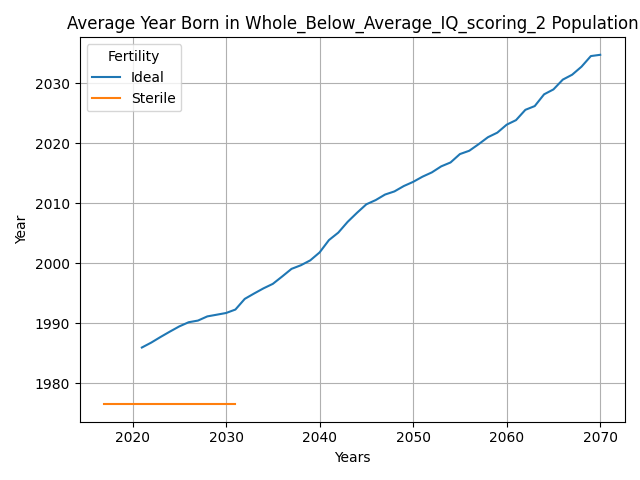 Average Year Born in Whole_Below_Average_IQ_scoring_2 Population
Fertility
Ideal
Sterile
Year
2030
2020
2010
2000
1990
1980
2020 2030 2040 2050 2060 2070
Years